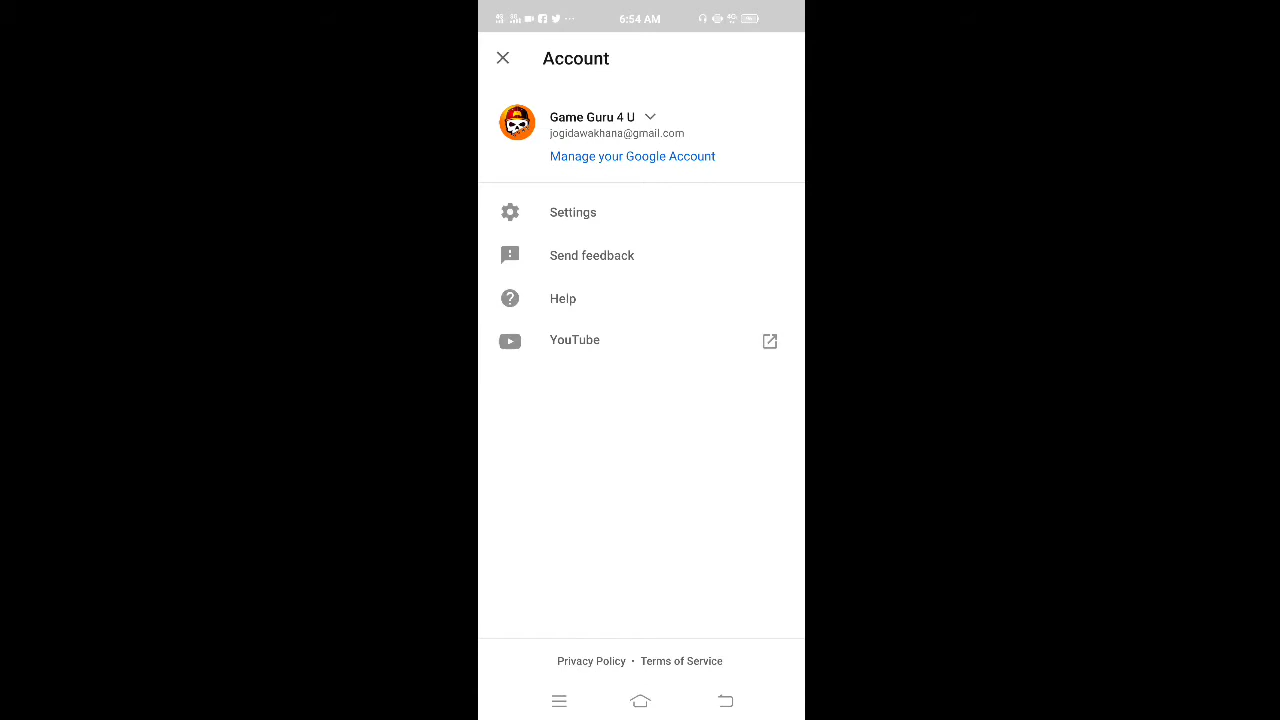 6:54 AM
Account
Game Guru 4 U
jogidawakhana@gmail.com
Manage your Google Account
Settings
Send feedback
Help
YouTube
Privacy Policy • Terms of Service